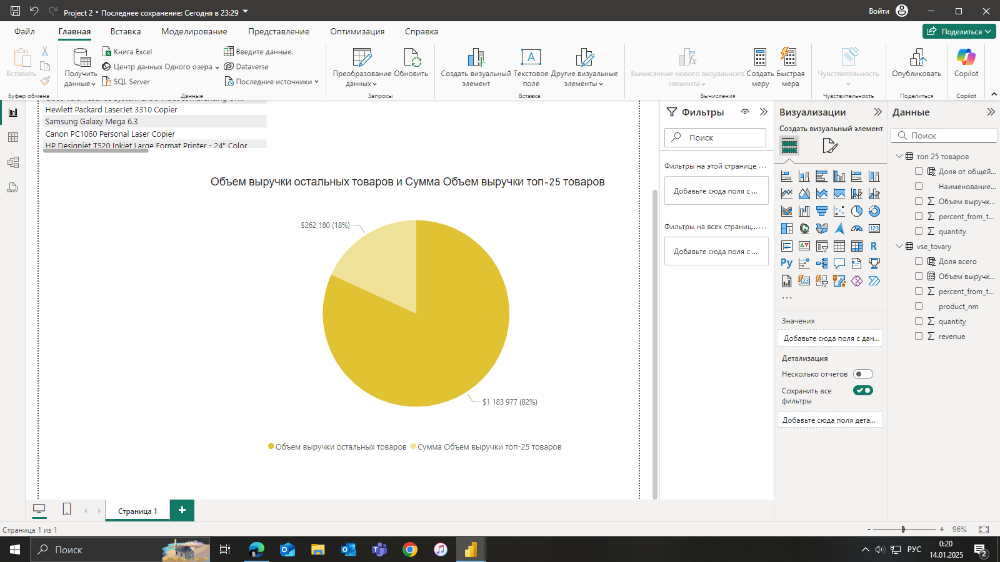 Project 2 • Последнее сохранение: Сегодня в 23:29
Войти
Файл
Главная
Вставка
Моделирование
Представление
Оптимизация
Справка
Поделиться
Вставить
Буфер обмена
Получить данные
Книга Excel
Центр данных Одного озера
SQL Server
Введите данные.
Dataverse
Последние источники
Данные
Преобразование данных
Обновить
Запросы
Создать визуальный элемент
Текстовое поле
Другие визуальные элементы
Вставка
Вычисление нового визуального элемента
Создать меру
Быстрая мера
Вычисления
Чувствительность
Чувствительность
Опубликовать
Поделиться
Copilot
Copilot
Hewlett Packard LaserJet 3310 Copier
Samsung Galaxy Mega 6.3
Canon PC1060 Personal Laser Copier
HP Designjet T520 Inkjet Large Format Printer - 24" Color
Объем выручки остальных товаров и Сумма Объем выручки топ-25 товаров
$262 180 (18%)
$1 183 977 (82%)
Объем выручки остальных товаров
Сумма Объем выручки топ-25 товаров
Фильтры
Поиск
Фильтры на этой странице ...
Добавьте сюда поля с ...
Фильтры на всех страниц... ...
Добавьте сюда поля с ...
Визуализации
Создать визуальный элемент
123
R
Py
...
Значения
Добавьте сюда поля с дан...
Детализация
Несколько отчетов
Сохранить все фильтры
Добавьте сюда поля дета...
Данные
Поиск
топ 25 товаров
Доля от общей...
Наименование...
Объем выручк...
percent_from_t...
quantity
vse_tovary
Доля всего
Объем выручк...
percent_from_t...
product_nm
quantity
revenue
Страница 1
+
Страница 1 из 1
- + 96%
Поиск
РУС
0:20
14.01.2025
2